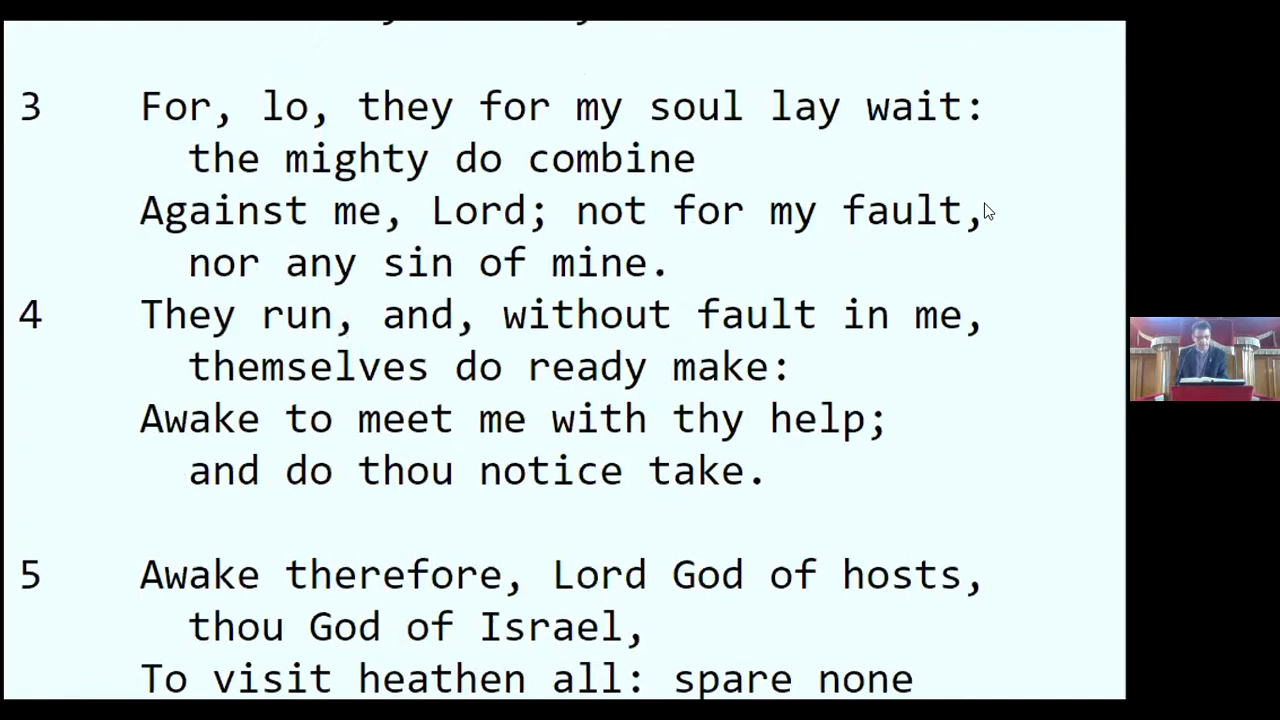 3 For, lo, they for my soul lay wait:
the mighty do combine
Against me, Lord; not for my fault,
nor any sin of mine.
4 They run, and, without fault in me,
themselves do ready make:
Awake to meet me with thy help;
and do thou notice take.
5 Awake therefore, Lord God of hosts,
thou God of Israel,
To visit heathen all: spare none